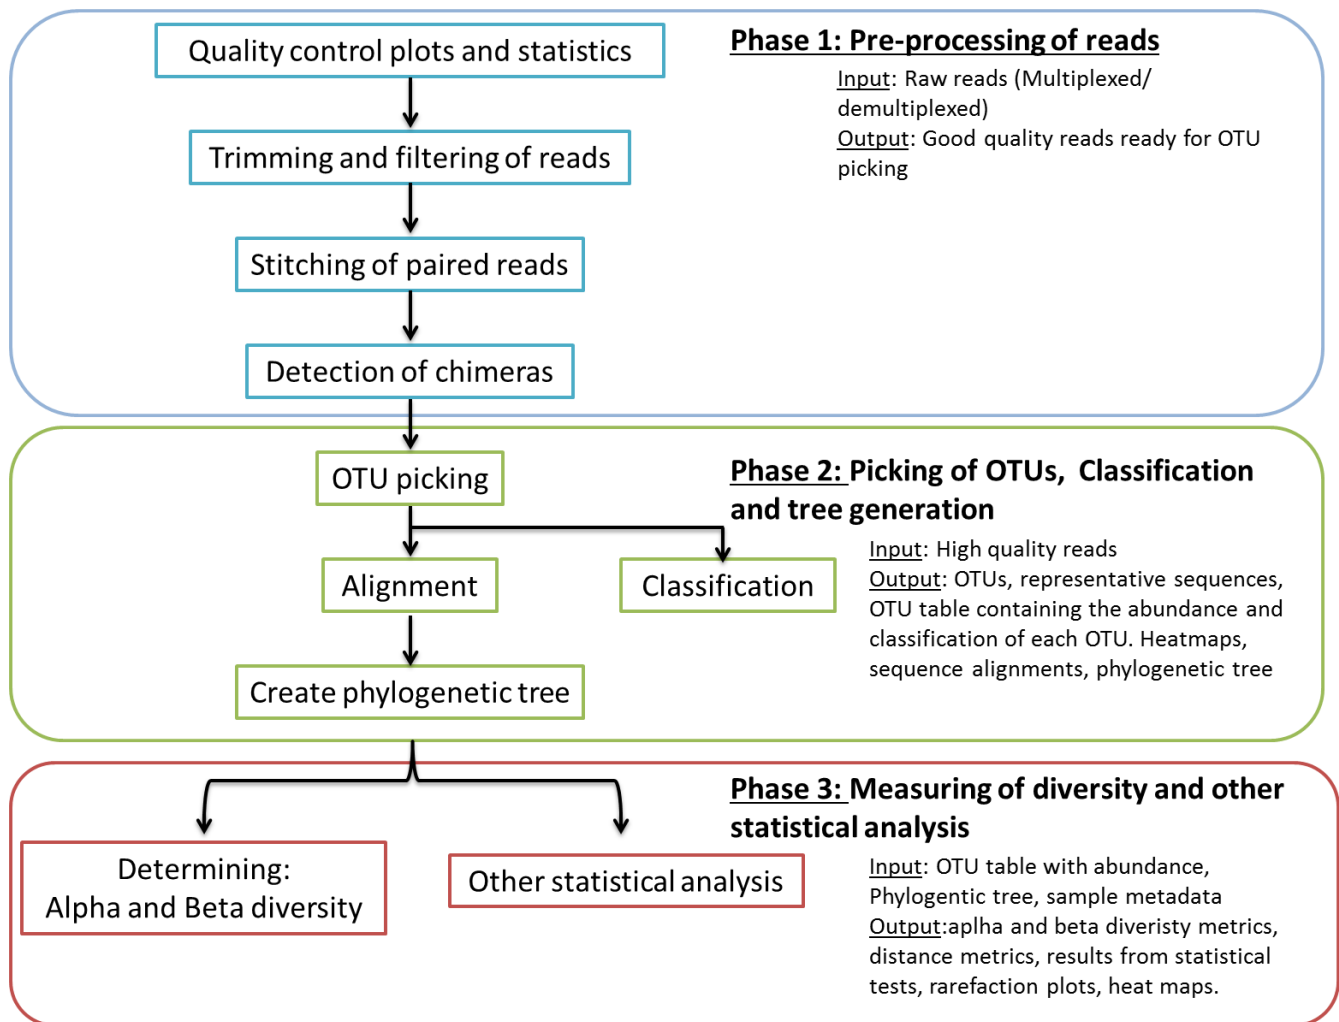 Quality control plots and statistics
Trimming and filtering of reads
Stitching of paired reads
Detection of chimeras
Phase 1: Pre-processing of reads
Input: Raw reads (Multiplexed/
demultiplexed)
Output: Good quality reads ready for OTU
picking
OTU picking
Alignment
Classification
Create phylogenetic tree
Phase 2: Picking of OTUs, Classification
and tree generation
Input: High quality reads
Output: OTUs, representative sequences,
OTU table containing the abundance and
classification of each OTU. Heatmaps,
sequence alignments, phylogenetic tree
Determining:
Alpha and Beta diversity
Other statistical analysis
Phase 3: Measuring of diversity and other
statistical analysis
Input: OTU table with abundance,
Phylogentic tree, sample metadata
Output:aplha and beta diveristy metrics,
distance metrics, results from statistical
tests, rarefaction plots, heat maps.